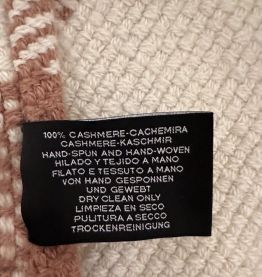 100% CASHMERE-CACHEMIRA
CASHMERE-KASCHMIR
HAND-SPUN AND HAND-WOVEN
HILADO Y TEJIDO A MANO
FILATO E TESSUTO A MANO
VON HAND GESPONNEN
UND GEWEBT
DRY CLEAN ONLY
LIMPIEZA EN SECO
PULITURA A SECCO
TROCKENREINIGUNG